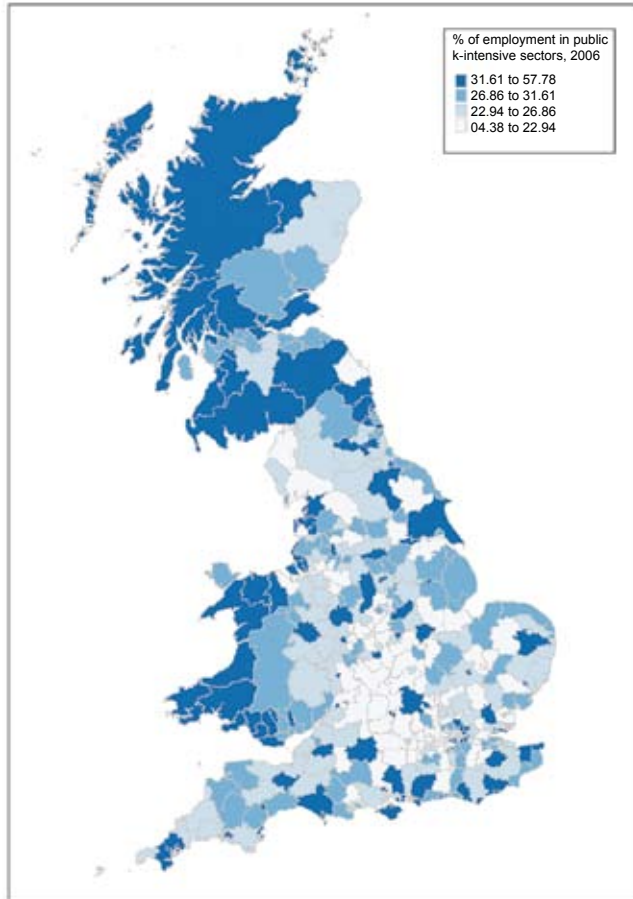 % of employment in public
k-intensive sectors, 2006
31.61 to 57.78
26.86 to 31.61
22.94 to 26.86
04.38 to 22.94